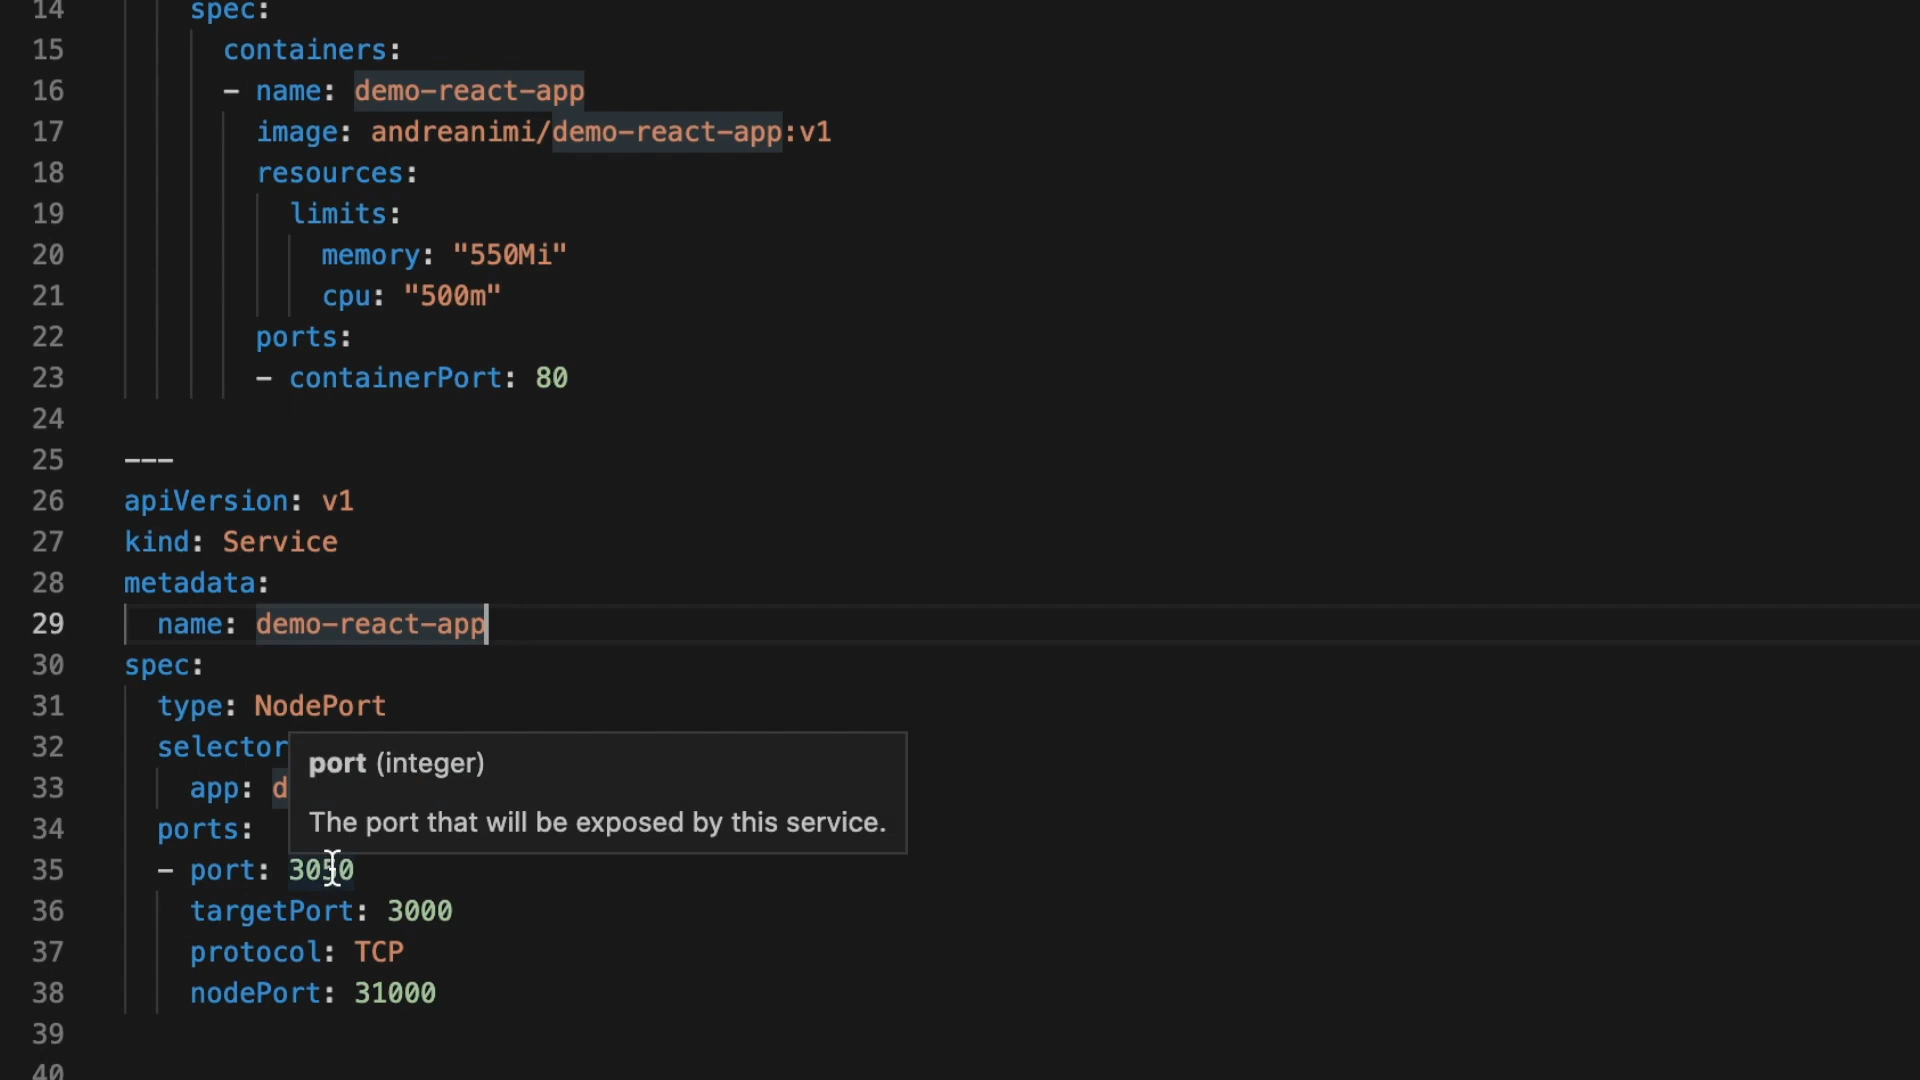 14 spec:
15 containers:
16 - name: demo-react-app
17 image: andreanimi/demo-react-app:v1
18 resources:
19 limits:
20 memory: "550Mi"
21 cpu: "500m"
22 ports:
23 - containerPort: 80
24
25 ---
26 apiVersion: v1
27 kind: Service
28 metadata:
29 name: demo-react-app
30 spec:
31 type: NodePort
32 selector
port (integer)
33 app: d
The port that will be exposed by this service.
34 ports:
35 - port: 3050
36 targetPort: 3000
37 protocol: TCP
38 nodePort: 31000
39
40